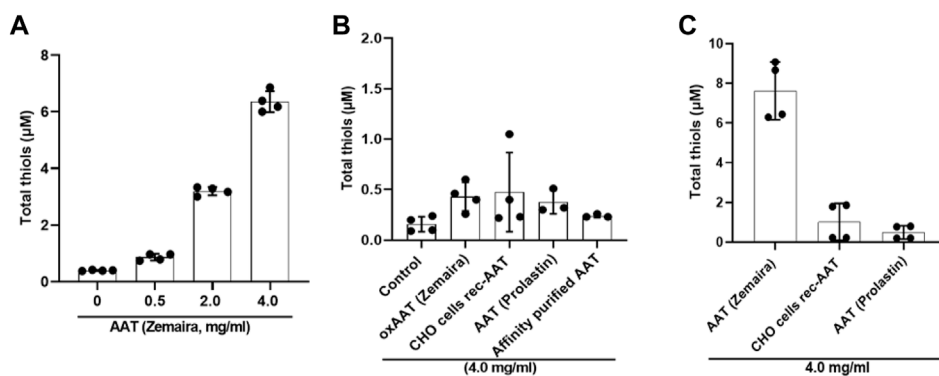 A
Total thiols (µM)
8
6
4
2
0
0 0.5 2.0 4.0
AAT (Zemaira, mg/ml)
B
Total thiols (µM)
2.0
1.5
1.0
0.5
0.0
Control
oxAAT (Zemaira)
CHO cells rec-AAT
AAT (Prolastin)
Affinity purified AAT
(4.0 mg/ml)
C
Total thiols (µM)
10
8
6
4
2
0
AAT (Zemaira)
CHO cells rec-AAT
AAT (Prolastin)
4.0 mg/ml